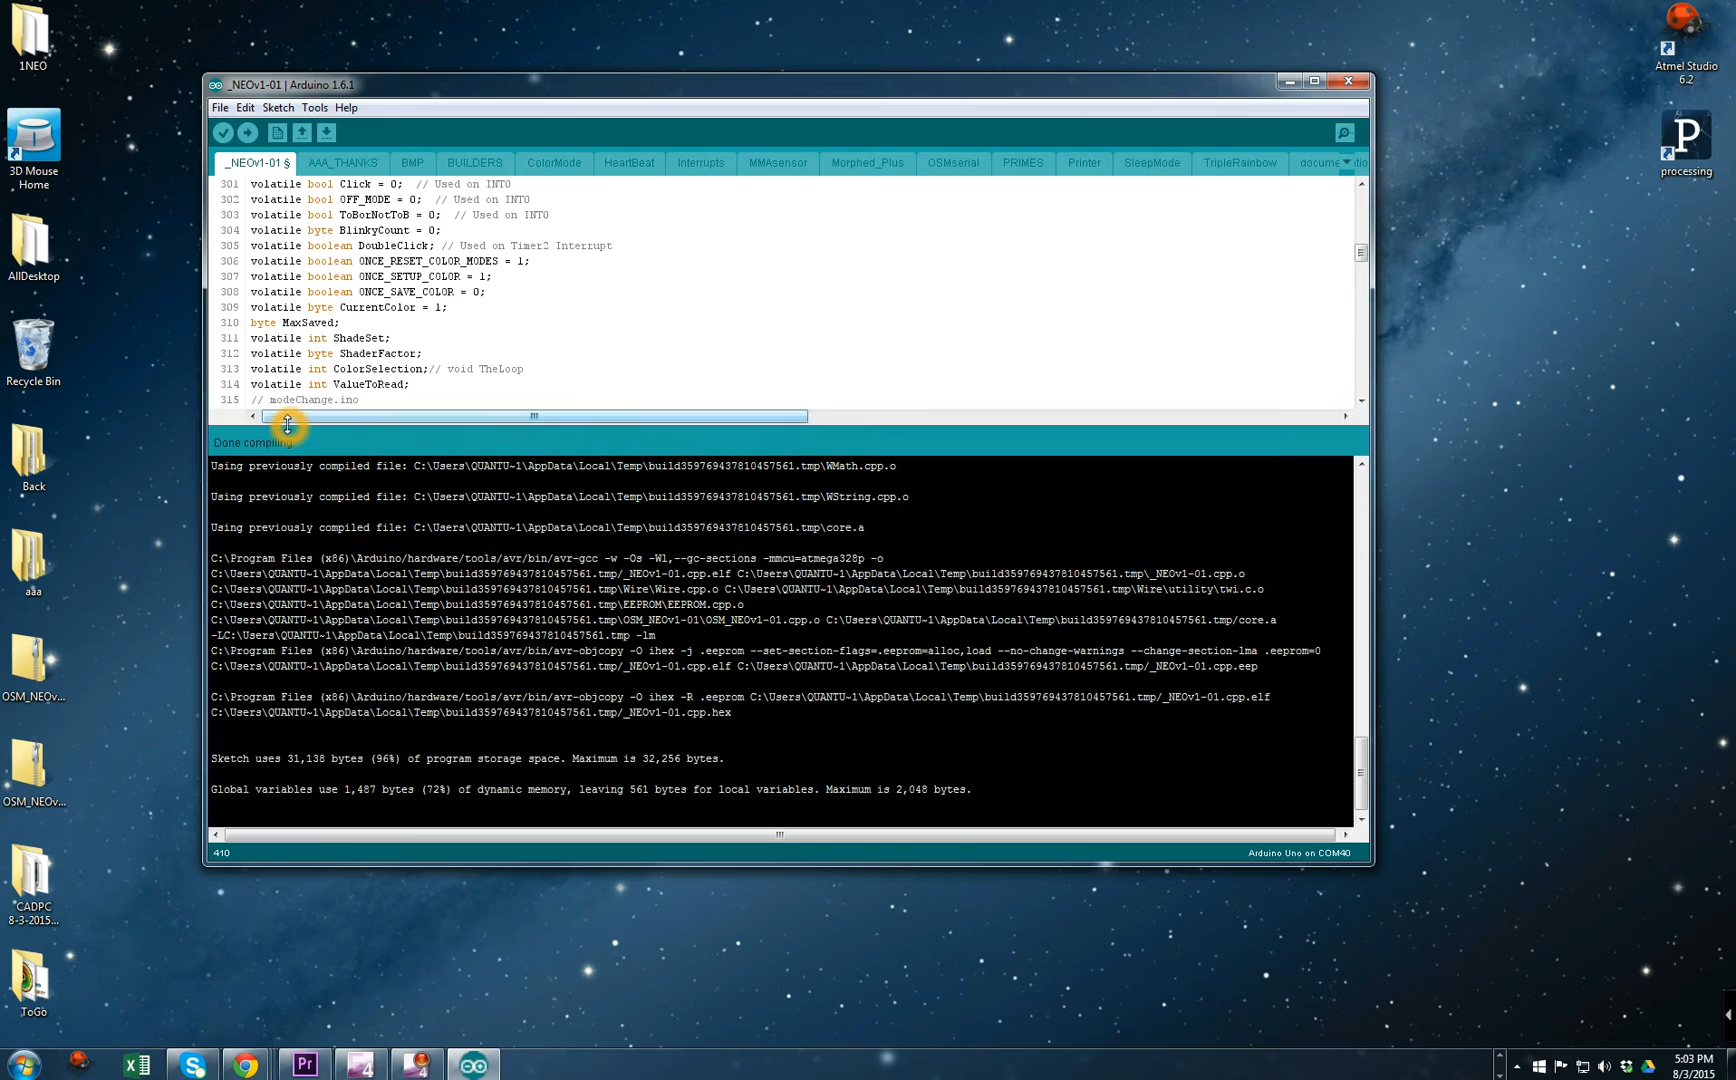 1NEO
3D Mouse
Home
AllDesktop
Recycle Bin
Back
aaa
OSM_NEOv...
OSM_NEOv...
CADPC
8-3-2015...
ToGo
Atmel Studio
6.2
processing
_NEOv1-01 | Arduino 1.6.1
File Edit Sketch Tools Help
_NEOv1-01 § AAA_THANKS BMP BUILDERS ColorMode HeartBeat Interrupts MMAsensor Morphed_Plus OSMserial PRIMES Printer SleepMode TripleRainbow
301 volatile bool Click = 0; // Used on INT0
302 volatile bool OFF_MODE = 0; // Used on INT0
303 volatile bool ToBorNotToB = 0; // Used on INT0
304 volatile byte BlinkyCount = 0;
305 volatile boolean DoubleClick; // Used on Timer2 Interrupt
306 volatile boolean ONCE_RESET_COLOR_MODES = 1;
307 volatile boolean ONCE_SETUP_COLOR = 1;
308 volatile boolean ONCE_SAVE_COLOR = 0;
309 volatile byte CurrentColor = 1;
310 byte MaxSaved;
311 volatile int ShadeSet;
312 volatile byte ShaderFactor;
313 volatile int ColorSelection;// void TheLoop
314 volatile int ValueToRead;
315 // modeChange.ino
Done compiling.
Using previously compiled file: C:\Users\QUANTU~1\AppData\Local\Temp\build359769437810457561.tmp\WMath.cpp.o
Using previously compiled file: C:\Users\QUANTU~1\AppData\Local\Temp\build359769437810457561.tmp\WString.cpp.o
Using previously compiled file: C:\Users\QUANTU~1\AppData\Local\Temp\build359769437810457561.tmp\core.a
C:\Program Files (x86)\Arduino/hardware/tools/avr/bin/avr-gcc -w -Os -Wl,--gc-sections -mmcu=atmega328p -o
C:\Users\QUANTU~1\AppData\Local\Temp\build359769437810457561.tmp/_NEOv1-01.cpp.elf C:\Users\QUANTU~1\AppData\Local\Temp\build359769437810457561.tmp\_NEOv1-01.cpp.o
C:\Users\QUANTU~1\AppData\Local\Temp\build359769437810457561.tmp\Wire\Wire.cpp.o C:\Users\QUANTU~1\AppData\Local\Temp\build359769437810457561.tmp\Wire\utility\twi.c.o
C:\Users\QUANTU~1\AppData\Local\Temp\build359769437810457561.tmp\EEPROM\EEPROM.cpp.o
C:\Users\QUANTU~1\AppData\Local\Temp\build359769437810457561.tmp\OSM_NEOv1-01\OSM_NEOv1-01.cpp.o C:\Users\QUANTU~1\AppData\Local\Temp\build359769437810457561.tmp/core.a
-LC:\Users\QUANTU~1\AppData\Local\Temp\build359769437810457561.tmp -lm
C:\Program Files (x86)\Arduino/hardware/tools/avr/bin/avr-objcopy -O ihex -j .eeprom --set-section-flags=.eeprom=alloc,load --no-change-warnings --change-section-lma .eeprom=0
C:\Users\QUANTU~1\AppData\Local\Temp\build359769437810457561.tmp/_NEOv1-01.cpp.elf C:\Users\QUANTU~1\AppData\Local\Temp\build359769437810457561.tmp/_NEOv1-01.cpp.eep
C:\Program Files (x86)\Arduino/hardware/tools/avr/bin/avr-objcopy -O ihex -R .eeprom C:\Users\QUANTU~1\AppData\Local\Temp\build359769437810457561.tmp/_NEOv1-01.cpp.elf
C:\Users\QUANTU~1\AppData\Local\Temp\build359769437810457561.tmp/_NEOv1-01.cpp.hex
Sketch uses 31,138 bytes (96%) of program storage space. Maximum is 32,256 bytes.
Global variables use 1,487 bytes (72%) of dynamic memory, leaving 561 bytes for local variables. Maximum is 2,048 bytes.
410 Arduino Uno on COM40
Pr 4 4
5:03 PM
8/3/2015